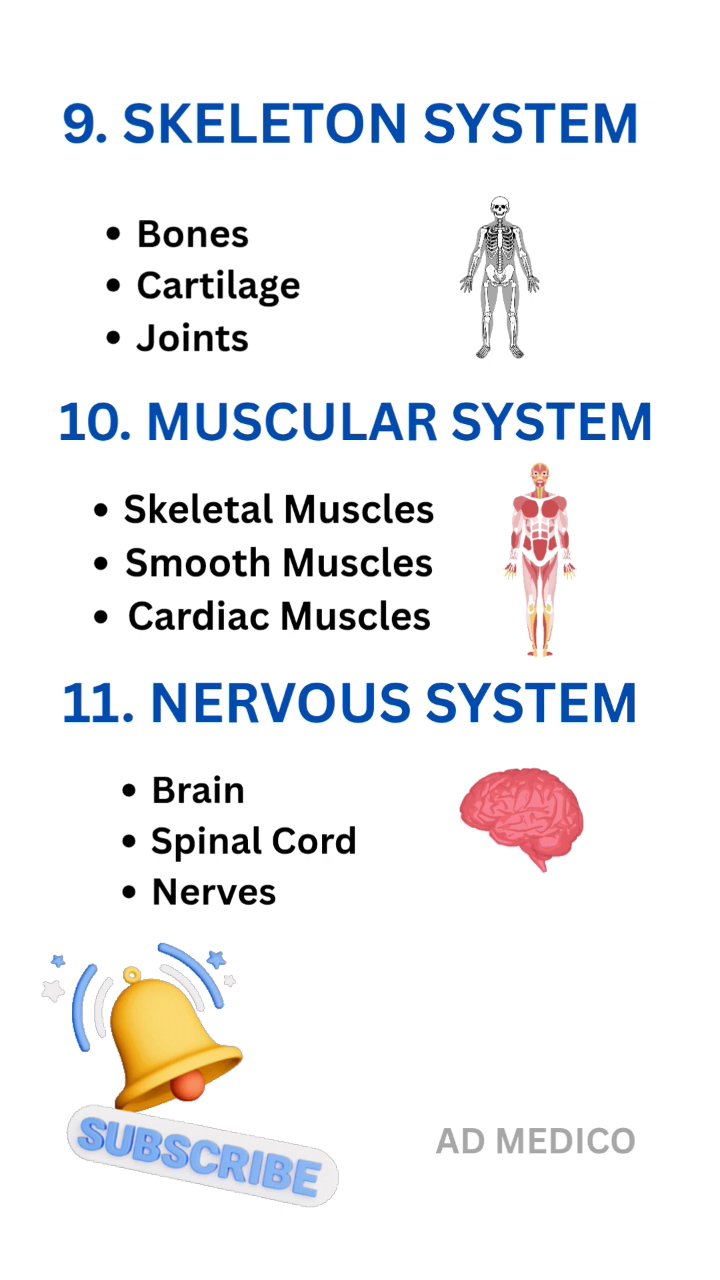 9. SKELETON SYSTEM
• Bones
• Cartilage
• Joints
10. MUSCULAR SYSTEM
• Skeletal Muscles
• Smooth Muscles
• Cardiac Muscles
11. NERVOUS SYSTEM
• Brain
• Spinal Cord
• Nerves
SUBSCRIBE
AD MEDICO